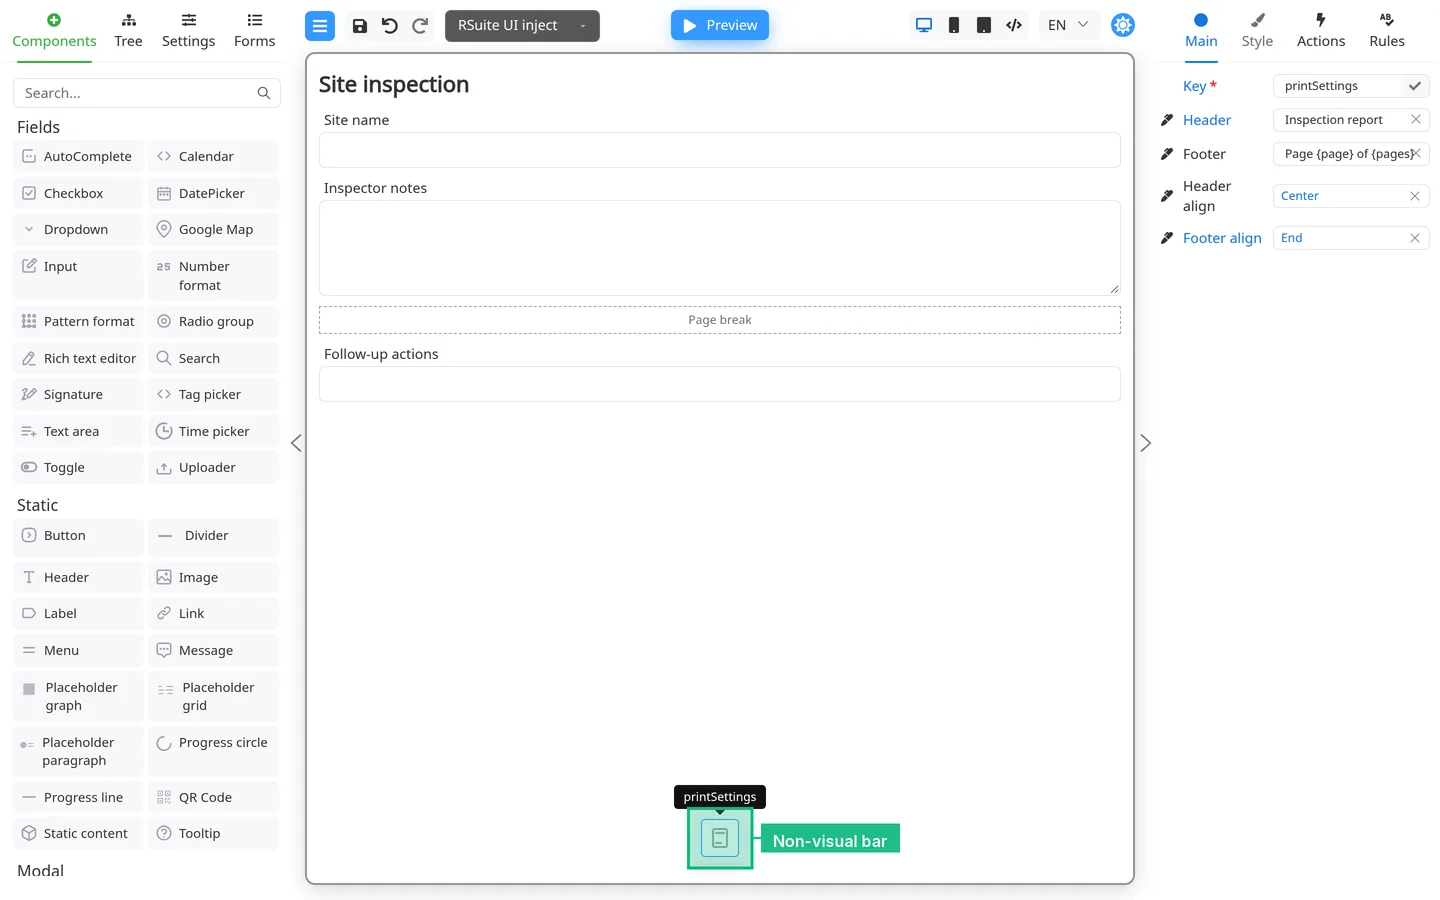 Components
Tree
Settings
Forms
RSuite UI inject
Preview
EN
Main
Style
Actions
Rules
Search...
Fields
AutoComplete
Calendar
Checkbox
DatePicker
Dropdown
Google Map
Input
Number
format
Pattern format
Radio group
Rich text editor
Search
Signature
Tag picker
Text area
Time picker
Toggle
Uploader
Static
Button
Divider
Header
Image
Label
Link
Menu
Message
Placeholder
graph
Placeholder
grid
Placeholder
paragraph
Progress circle
Progress line
QR Code
Static content
Tooltip
Modal
Site inspection
Site name
Inspector notes
Page break
Follow-up actions
printSettings
Non-visual bar
Key *
printSettings
Header
Inspection report
Footer
Page {page} of {pages}
Header
align
Center
Footer align
End